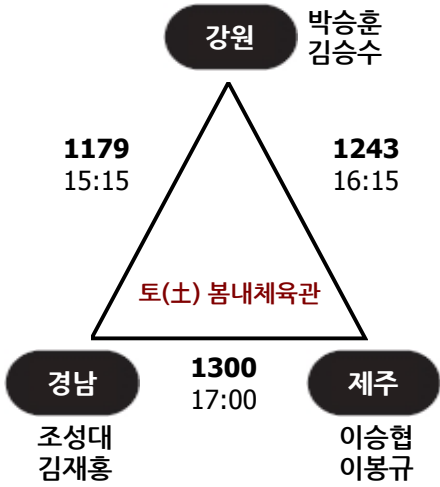 강원
박승훈
김승수
1179
15:15
1243
16:15
토(土) 봄내체육관
경남
1300
17:00
제주
조성대
김재홍
이승협
이봉규